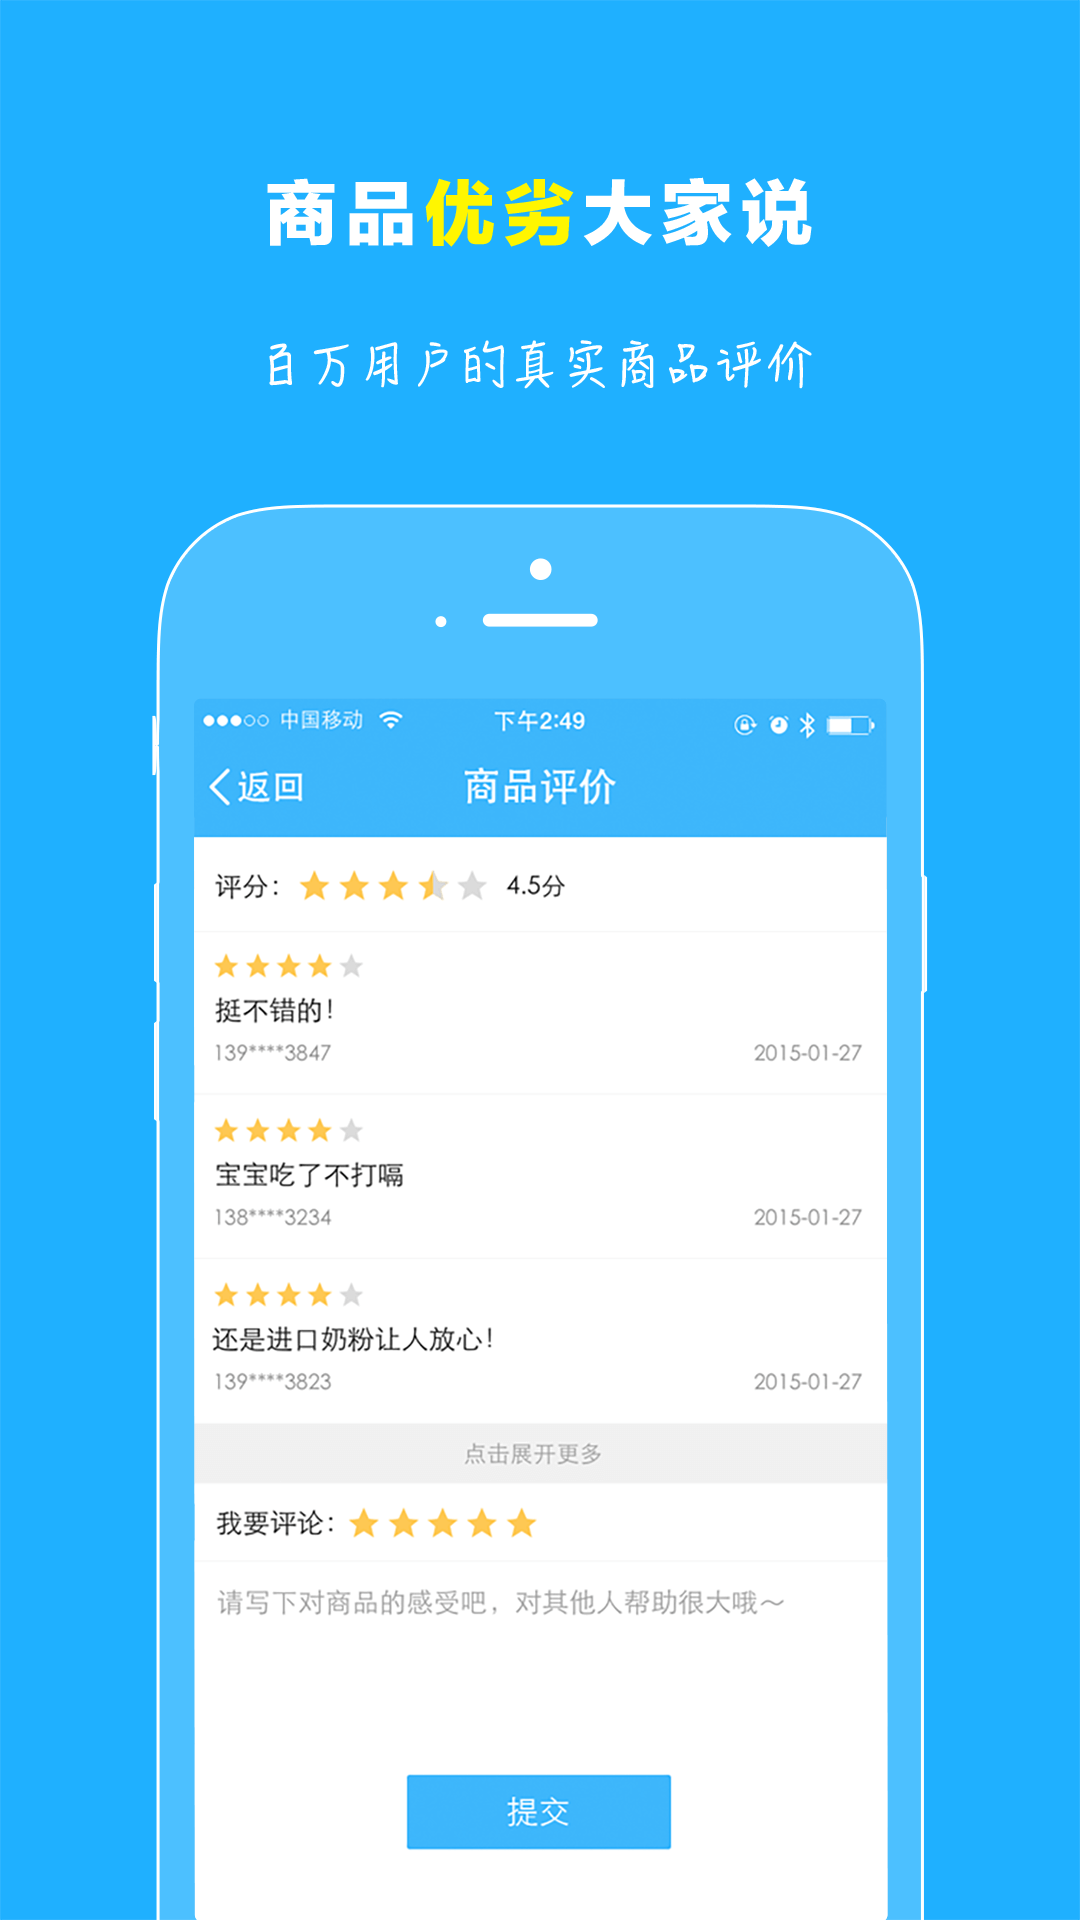 商品优劣大家说
百万用户的真实商品评价
中国移动 下午2:49
返回 商品评价
评分： 4.5分
挺不错的！
139****3847 2015-01-27
宝宝吃了不打嗝
138****3234 2015-01-27
还是进口奶粉让人放心！
139****3823 2015-01-27
点击展开更多
我要评论：
请写下对商品的感受吧，对其他人帮助很大哦～
提交